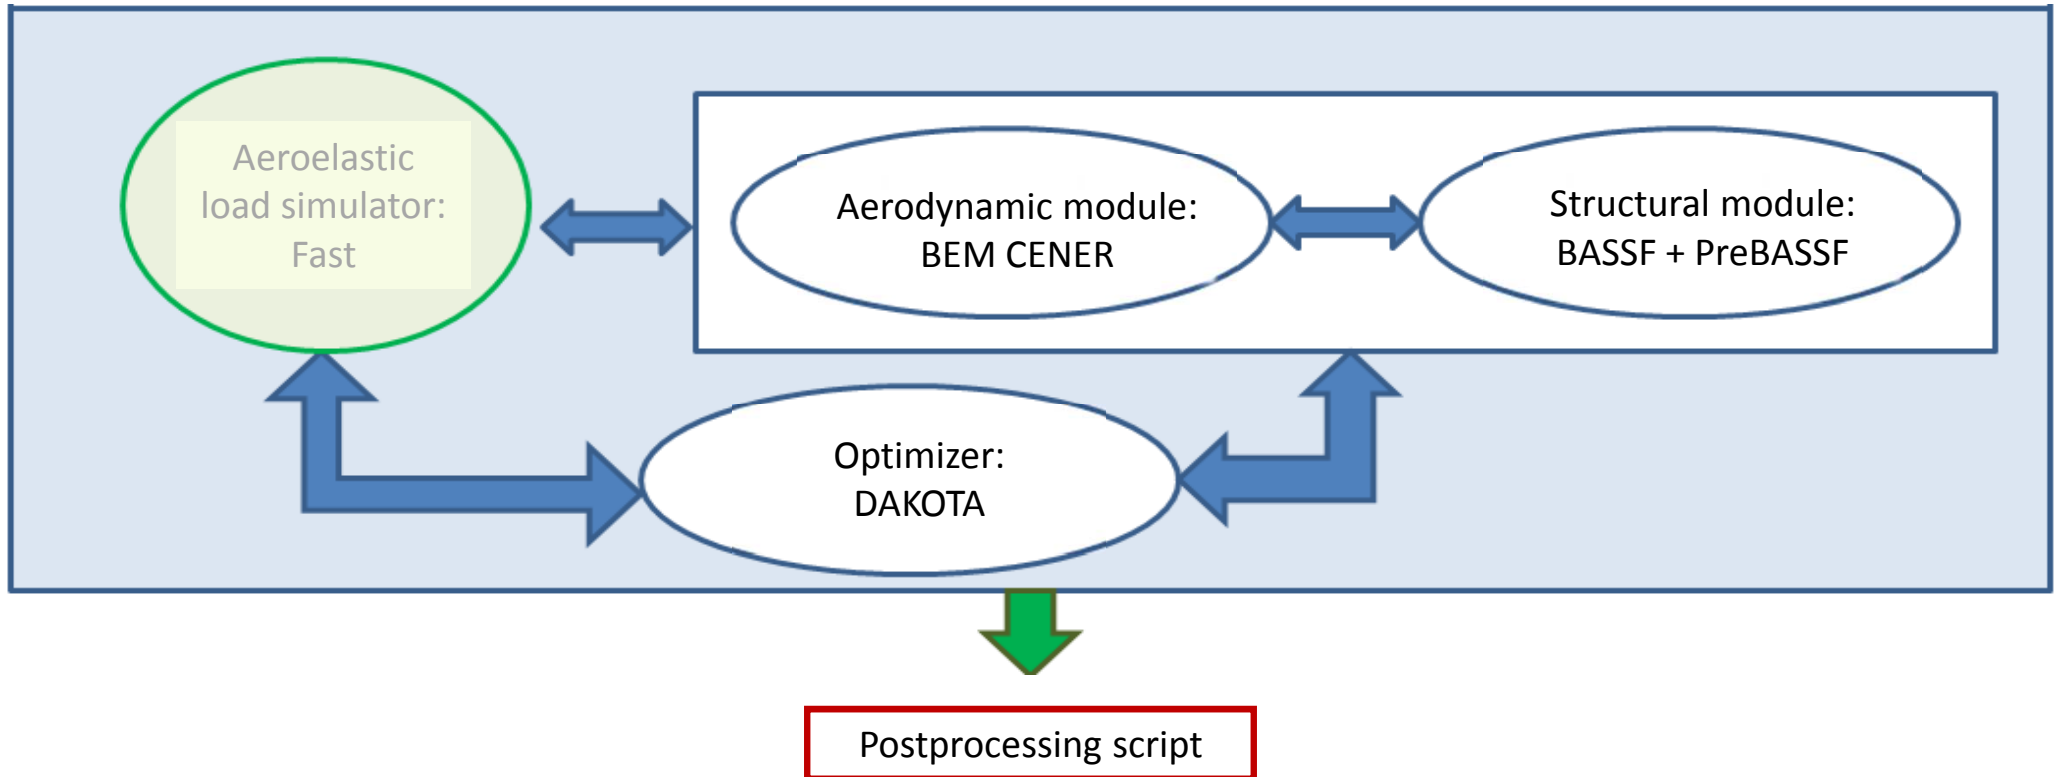 Aeroelastic
load simulator:
Fast
Aerodynamic module:
BEM CENER
Structural module:
BASSF + PreBASSF
Optimizer:
DAKOTA
Postprocessing script